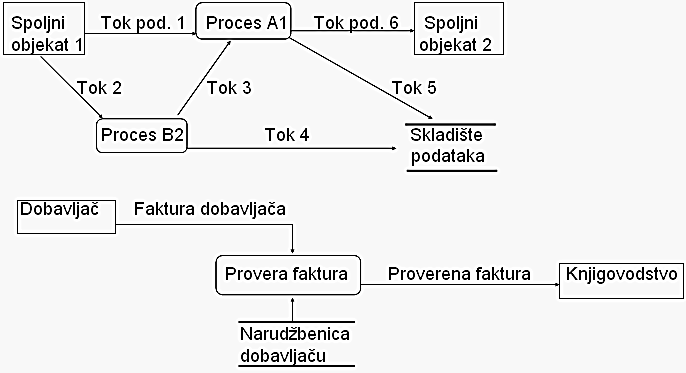 Spoljni
objekat 1
Tok pod. 1
Proces A1
Tok pod. 6
Spoljni
objekat 2
Tok 2
Tok 3
Tok 5
Proces B2
Tok 4
Skladište
podataka
Dobavljač
Faktura dobavljača
Provera faktura
Proverena faktura
Knjigovodstvo
Narudžbenica
dobavljaču